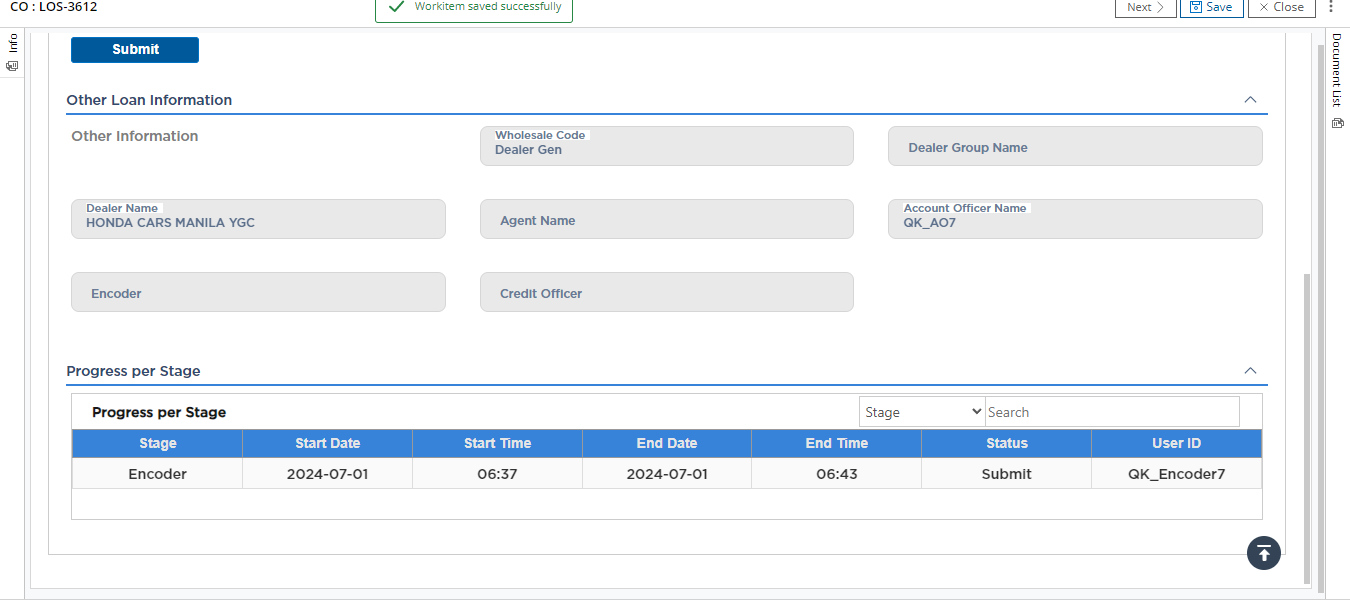 CO : LOS-3612
Workitem saved successfully
Next
Save
Close
Info
Document List
Submit
Other Loan Information
Other Information
Wholesale Code
Dealer Gen
Dealer Group Name
Dealer Name
HONDA CARS MANILA YGC
Agent Name
Account Officer Name
QK_AO7
Encoder
Credit Officer
Progress per Stage
Progress per Stage
Stage
Search
Stage Start Date Start Time End Date End Time Status User ID
Encoder 2024-07-01 06:37 2024-07-01 06:43 Submit QK_Encoder7